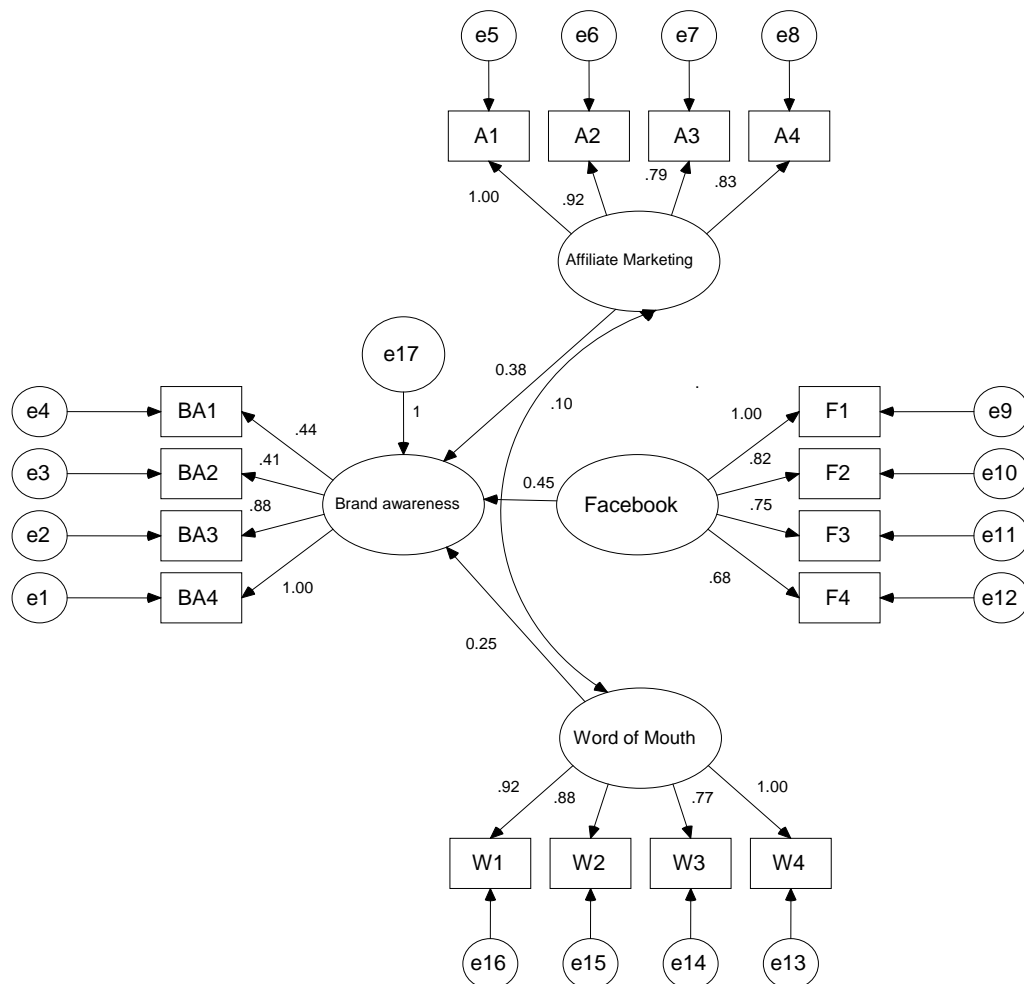 e5 e6 e7 e8
A1 A2 A3 A4
1.00 .92 .79 .83
Affiliate Marketing
e17
0.38
.10
1
e4 BA1 .44
e3 BA2 .41
e2 BA3 .88
e1 BA4 1.00
Brand awareness
0.45
Facebook
1.00 F1 e9
.82 F2 e10
.75 F3 e11
.68 F4 e12
0.25
Word of Mouth
.92 .88 .77 1.00
W1 W2 W3 W4
e16 e15 e14 e13